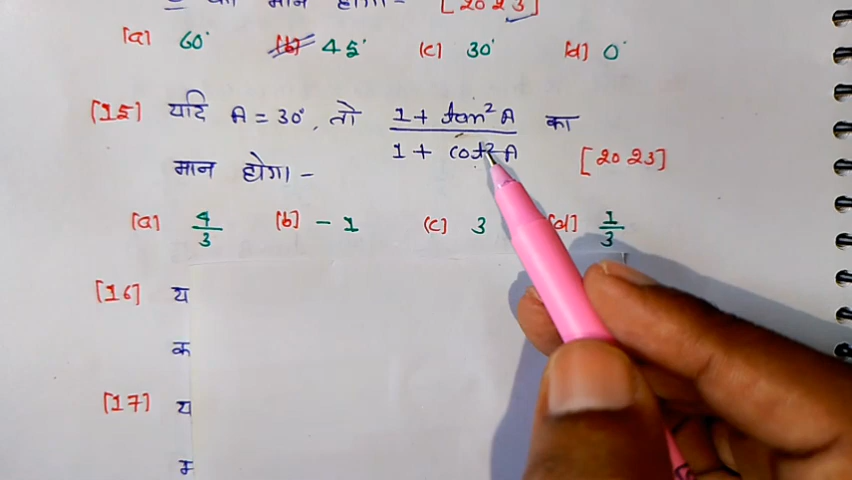 का मान होगा- [2023]
[a] 60° [b] 45° [c] 30° [d] 0°
[15] यदि A = 30°, तो (1 + tan²A)/(1 + cot²A) का
मान होगा- [2023]
[a] 4/3 [b] - 1 [c] 3 [d] 1/3
[16] य
क
[17] य
म